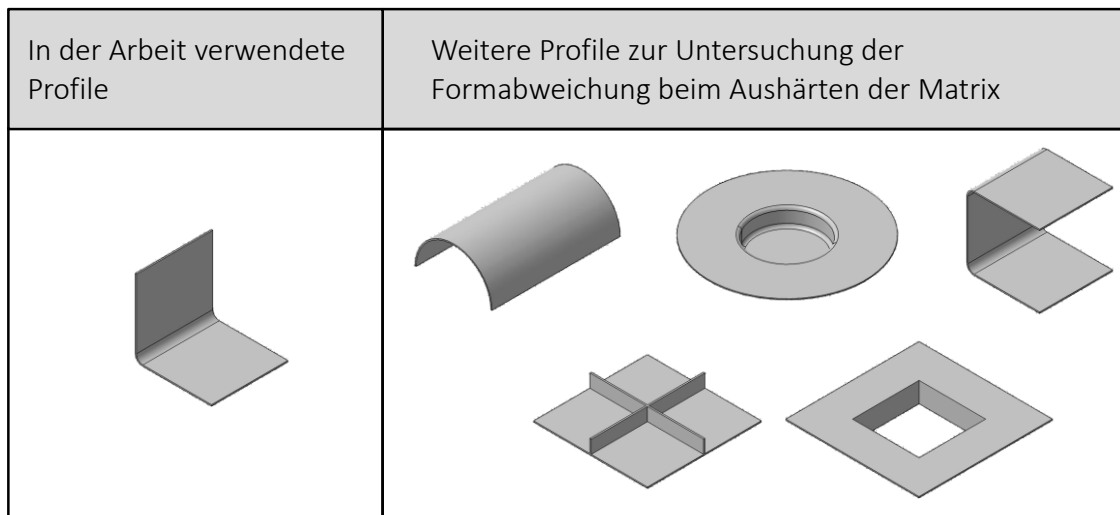 In der Arbeit verwendete
Profile
Weitere Profile zur Untersuchung der
Formabweichung beim Aushärten der Matrix